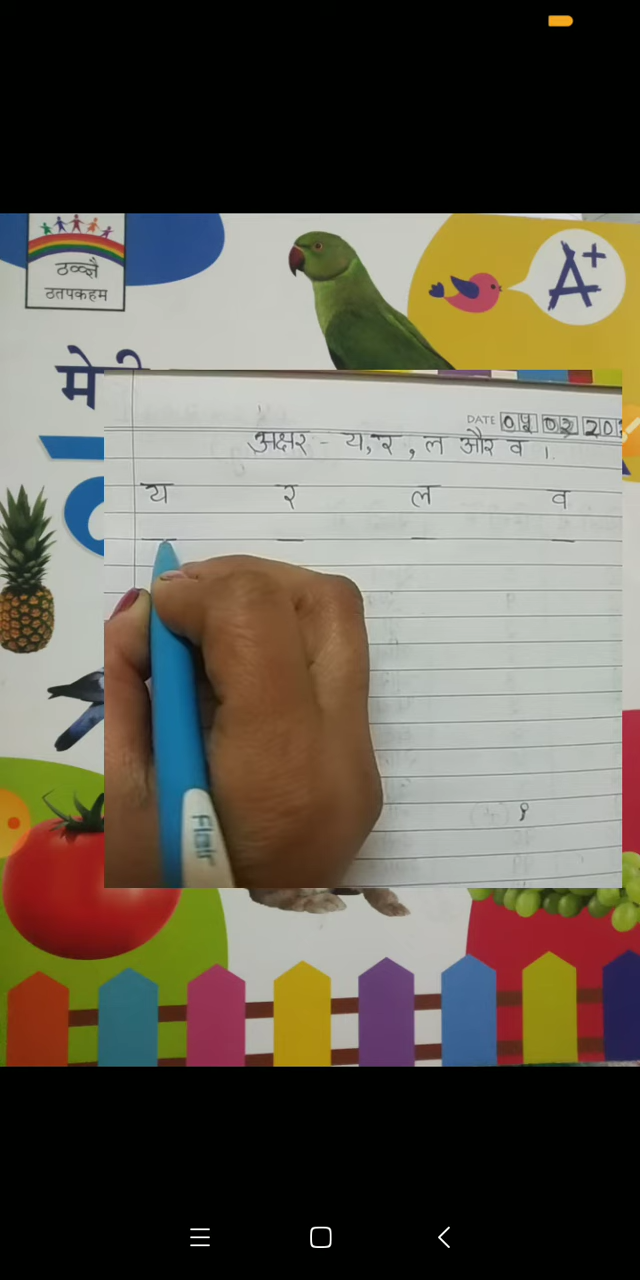 ठव्ल्रै
ठतपकहम
A+
मे
DATE 05 02 20
अक्षर - य, र, ल और व ।
य र ल व
Flair